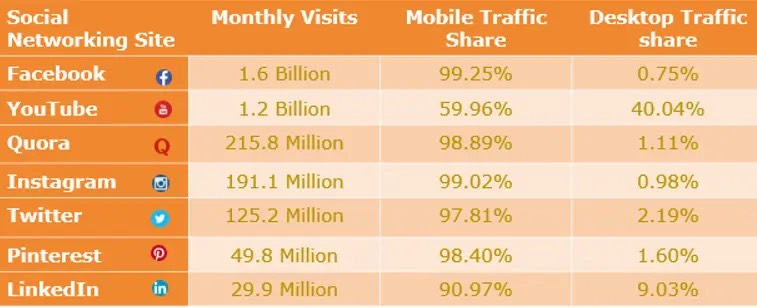 Social Networking Site Monthly Visits Mobile Traffic Share Desktop Traffic share
Facebook 1.6 Billion 99.25% 0.75%
YouTube 1.2 Billion 59.96% 40.04%
Quora 215.8 Million 98.89% 1.11%
Instagram 191.1 Million 99.02% 0.98%
Twitter 125.2 Million 97.81% 2.19%
Pinterest 49.8 Million 98.40% 1.60%
LinkedIn 29.9 Million 90.97% 9.03%